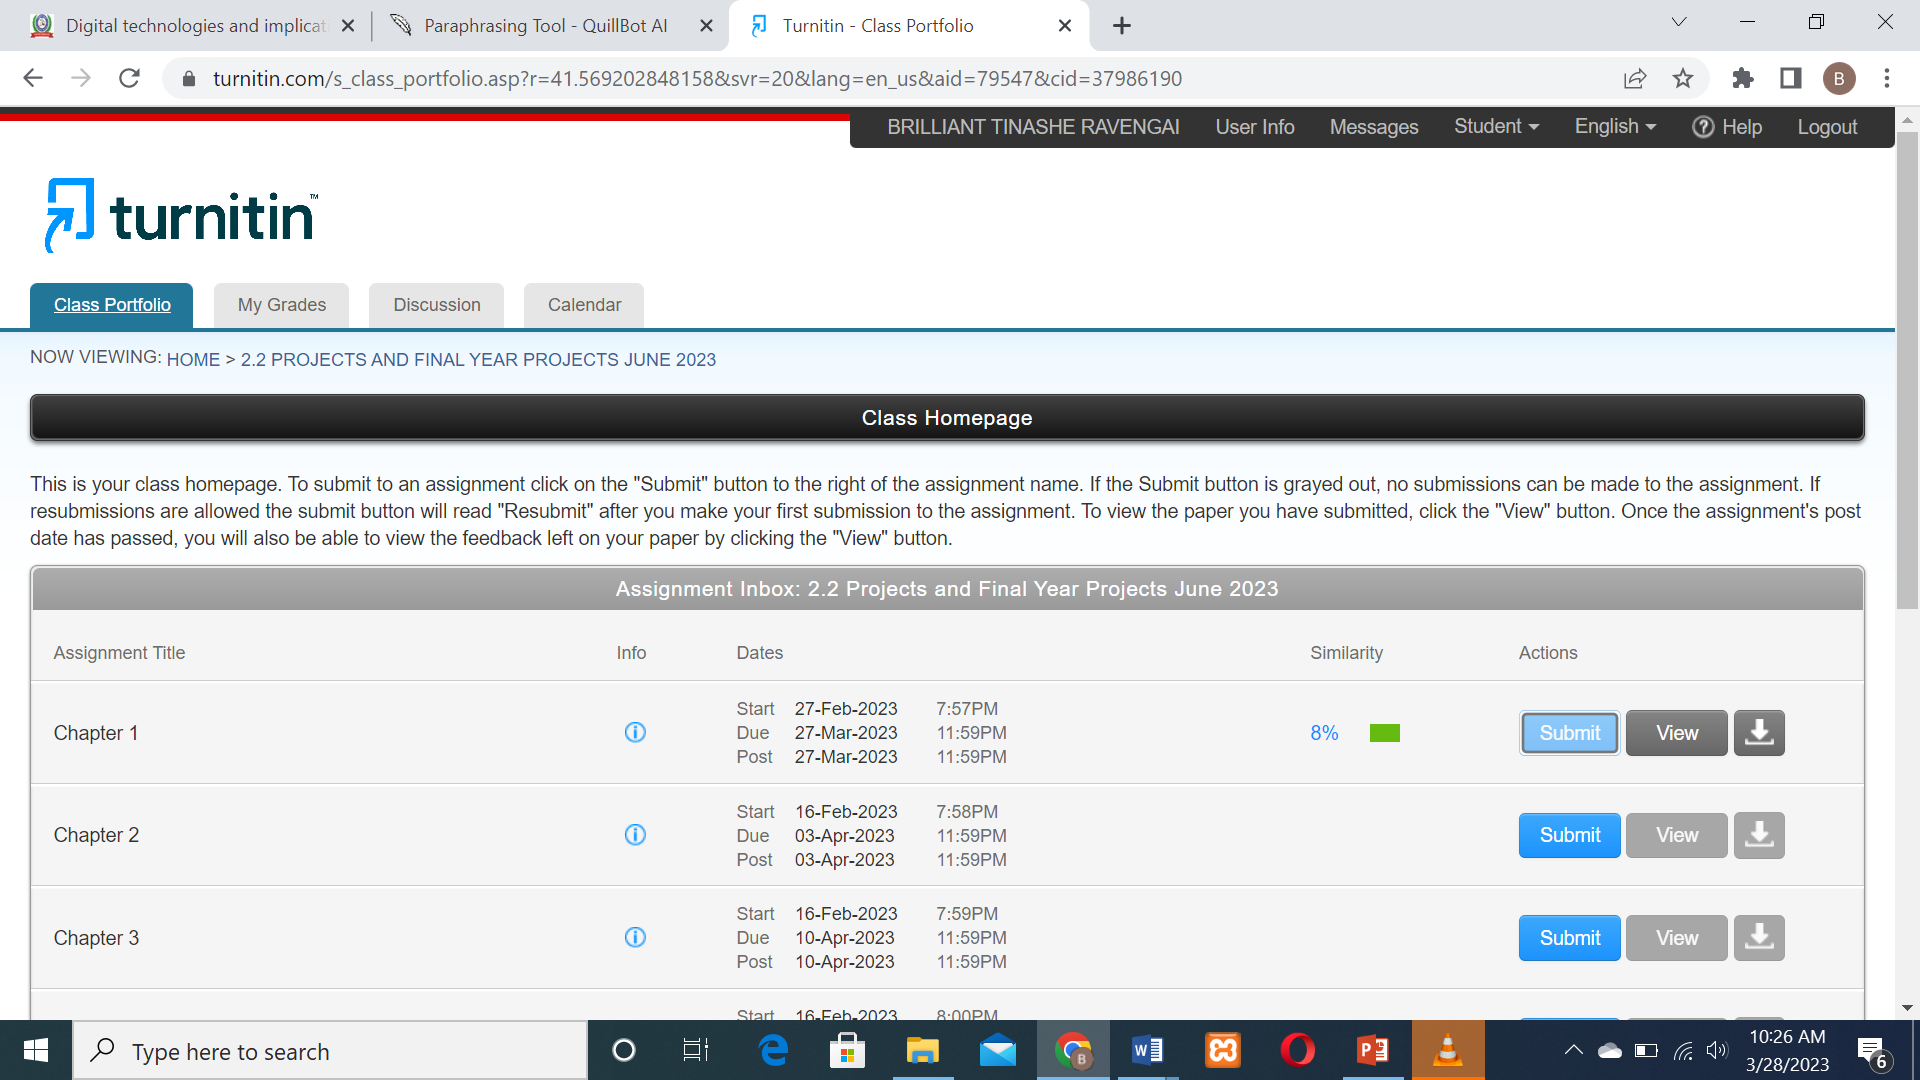 Digital technologies and implicat
Paraphrasing Tool - QuillBot AI
Turnitin - Class Portfolio
turnitin.com/s_class_portfolio.asp?r=41.569202848158&svr=20&lang=en_us&aid=79547&cid=37986190
B
BRILLIANT TINASHE RAVENGAI User Info Messages Student English Help Logout
turnitin™
Class Portfolio My Grades Discussion Calendar
NOW VIEWING: HOME > 2.2 PROJECTS AND FINAL YEAR PROJECTS JUNE 2023
Class Homepage
This is your class homepage. To submit to an assignment click on the "Submit" button to the right of the assignment name. If the Submit button is grayed out, no submissions can be made to the assignment. If
resubmissions are allowed the submit button will read "Resubmit" after you make your first submission to the assignment. To view the paper you have submitted, click the "View" button. Once the assignment's post
date has passed, you will also be able to view the feedback left on your paper by clicking the "View" button.
Assignment Inbox: 2.2 Projects and Final Year Projects June 2023
Assignment Title Info Dates Similarity Actions
Start 27-Feb-2023 7:57PM
Chapter 1 Due 27-Mar-2023 11:59PM 8% Submit View
Post 27-Mar-2023 11:59PM
Start 16-Feb-2023 7:58PM
Chapter 2 Due 03-Apr-2023 11:59PM Submit View
Post 03-Apr-2023 11:59PM
Start 16-Feb-2023 7:59PM
Chapter 3 Due 10-Apr-2023 11:59PM Submit View
Post 10-Apr-2023 11:59PM
Start 16-Feb-2023 8:00PM
Type here to search
10:26 AM
3/28/2023
6